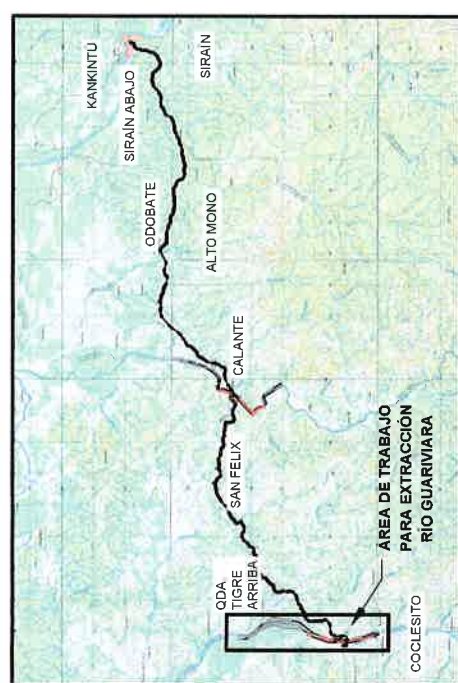 KANKINTÚ
SIRAÍN ABAJO
SIRAÍN
ODOBATE
ALTO MONO
CALANTE
SAN FELIX
QDA
TIGRE
ARRIBA
ÁREA DE TRABAJO
PARA EXTRACCIÓN
RÍO GUARIVIARA
COCLESITO